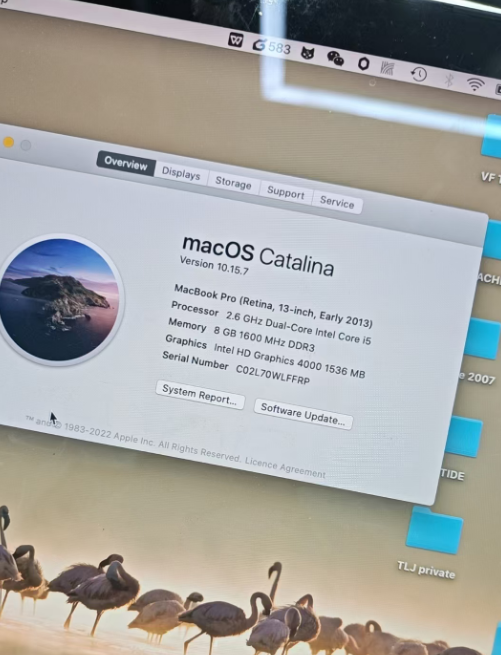 583
Overview Displays Storage Support Service
macOS Catalina
Version 10.15.7
MacBook Pro (Retina, 13-inch, Early 2013)
Processor 2.6 GHz Dual-Core Intel Core i5
Memory 8 GB 1600 MHz DDR3
Graphics Intel HD Graphics 4000 1536 MB
Serial Number C02L70WLFFRP
System Report... Software Update...
™ and © 1983-2022 Apple Inc. All Rights Reserved. Licence Agreement
VF
ACH
e 2007
TIDE
TLJ private